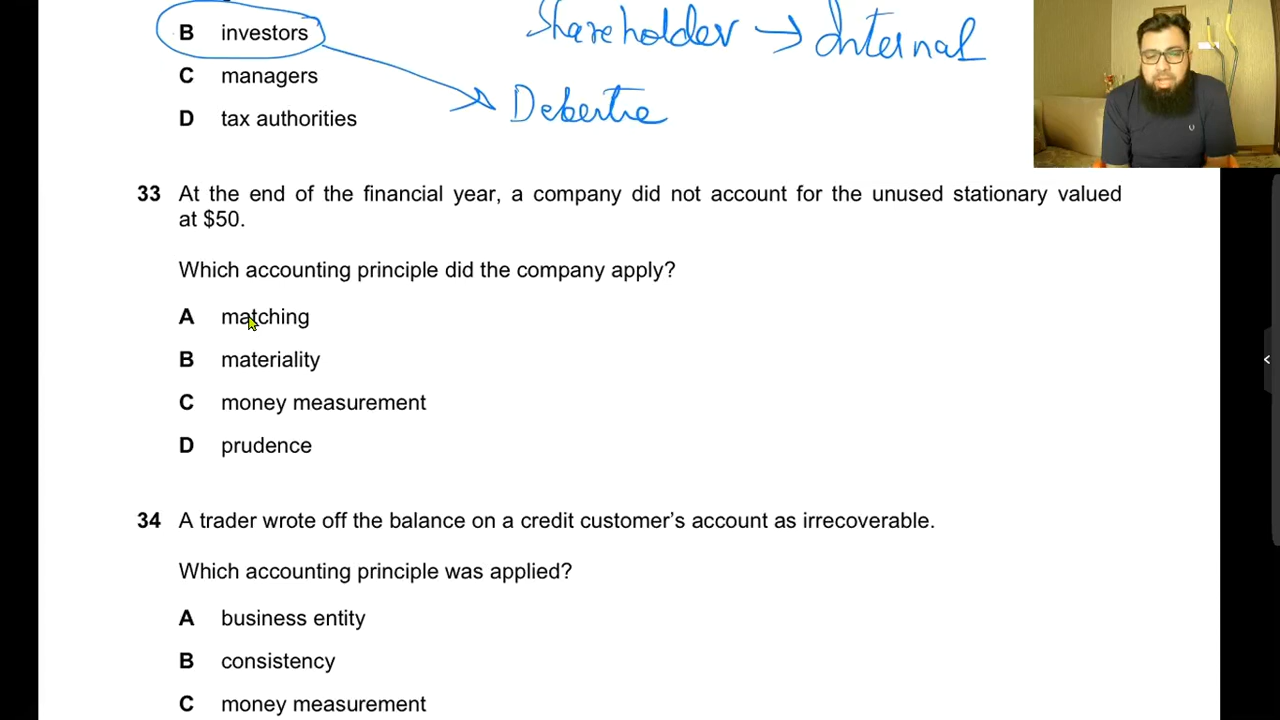 B investors
Shareholder → Internal
C managers
Debentre
D tax authorities
33 At the end of the financial year, a company did not account for the unused stationary valued
at $50.
Which accounting principle did the company apply?
A matching
B materiality
C money measurement
D prudence
34 A trader wrote off the balance on a credit customer’s account as irrecoverable.
Which accounting principle was applied?
A business entity
B consistency
C money measurement